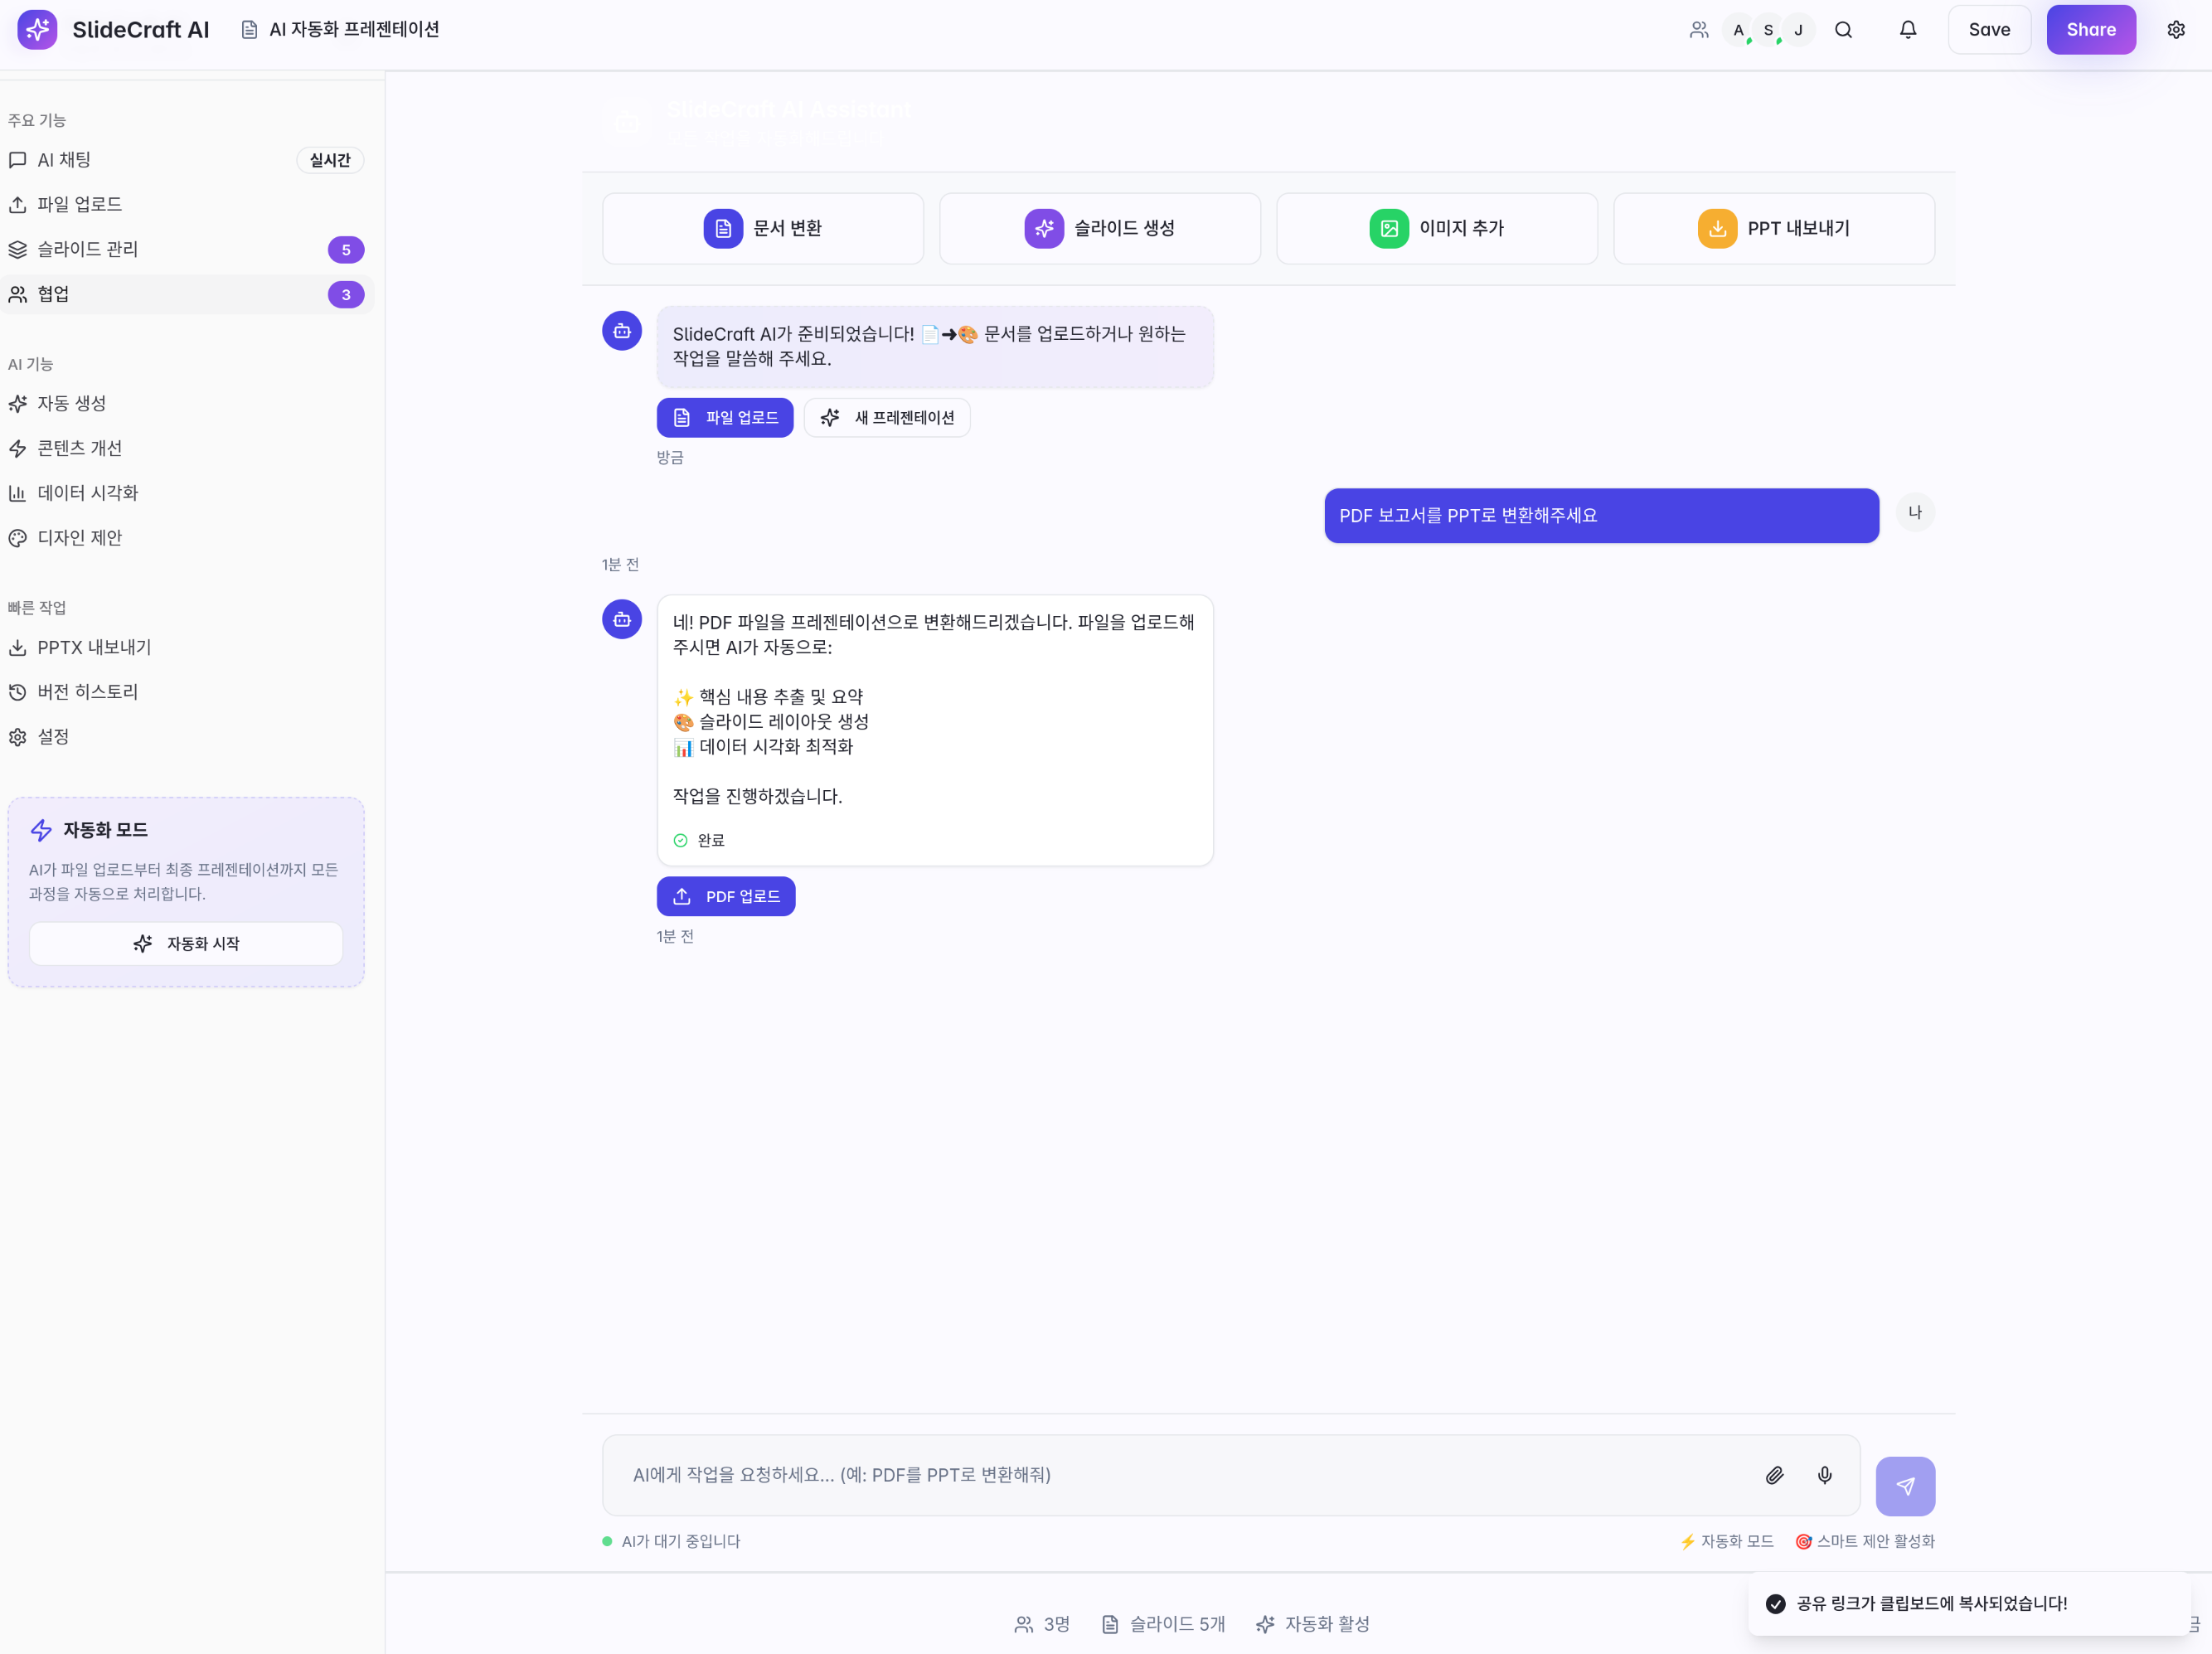 SlideCraft AI
AI 자동화 프레젠테이션
A
S
J
Save
Share
주요 기능
AI 채팅
실시간
파일 업로드
슬라이드 관리
5
협업
3
AI 기능
자동 생성
콘텐츠 개선
데이터 시각화
디자인 제안
빠른 작업
PPTX 내보내기
버전 히스토리
설정
자동화 모드
AI가 파일 업로드부터 최종 프레젠테이션까지 모든
과정을 자동으로 처리합니다.
자동화 시작
SlideCraft AI Assistant
문서 변환
슬라이드 생성
이미지 추가
PPT 내보내기
SlideCraft AI가 준비되었습니다! 📄➜🎨 문서를 업로드하거나 원하는
작업을 말씀해 주세요.
파일 업로드
새 프레젠테이션
방금
PDF 보고서를 PPT로 변환해주세요
나
1분 전
네! PDF 파일을 프레젠테이션으로 변환해드리겠습니다. 파일을 업로드해
주시면 AI가 자동으로:
✨ 핵심 내용 추출 및 요약
🎨 슬라이드 레이아웃 생성
📊 데이터 시각화 최적화
작업을 진행하겠습니다.
완료
PDF 업로드
1분 전
AI에게 작업을 요청하세요... (예: PDF를 PPT로 변환해줘)
AI가 대기 중입니다
⚡ 자동화 모드
🎯 스마트 제안 활성화
3명
슬라이드 5개
자동화 활성
공유 링크가 클립보드에 복사되었습니다!